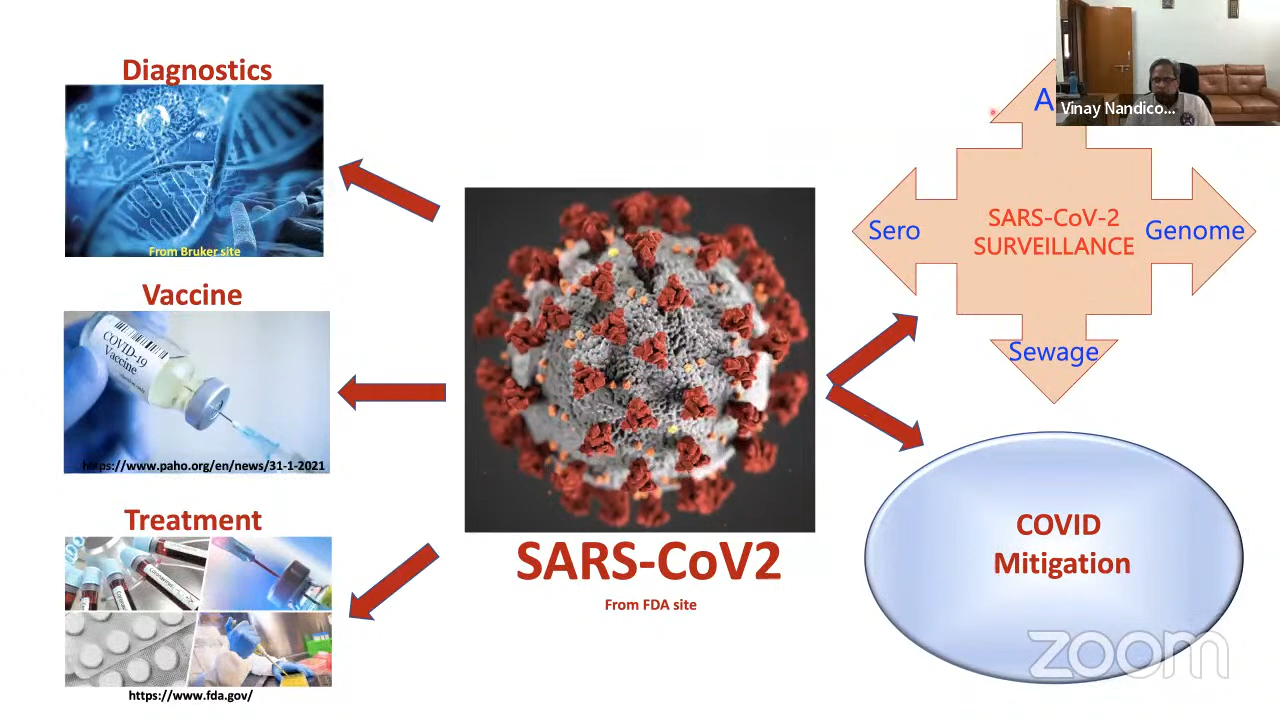 Diagnostics
From Bruker site
Vaccine
COVID-19
Vaccine
https://www.paho.org/en/news/31-1-2021
Treatment
https://www.fda.gov/
SARS-CoV2
From FDA site
Vinay Nandico...
Sero
SARS-CoV-2
SURVEILLANCE
Genome
Sewage
COVID
Mitigation
zoom